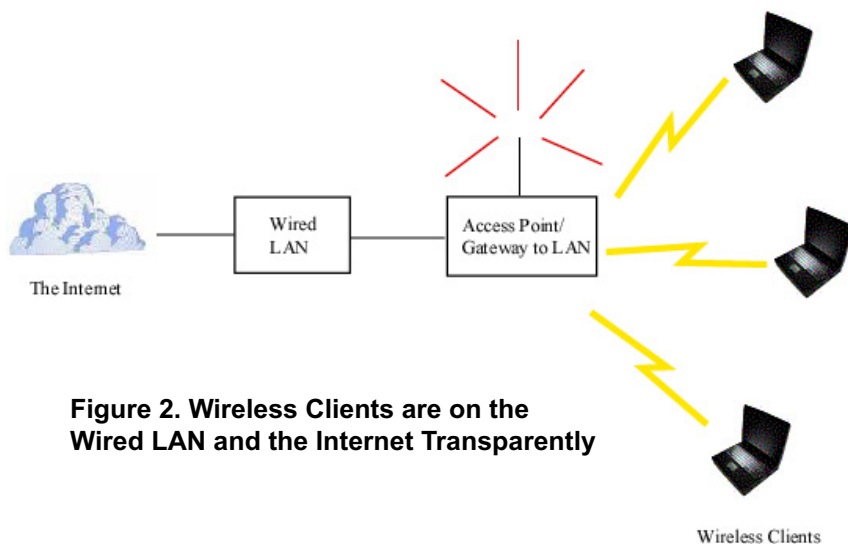 Wired
LAN
Access Point/
Gateway to LAN
The Internet
Figure 2. Wireless Clients are on the
Wired LAN and the Internet Transparently
Wireless Clients